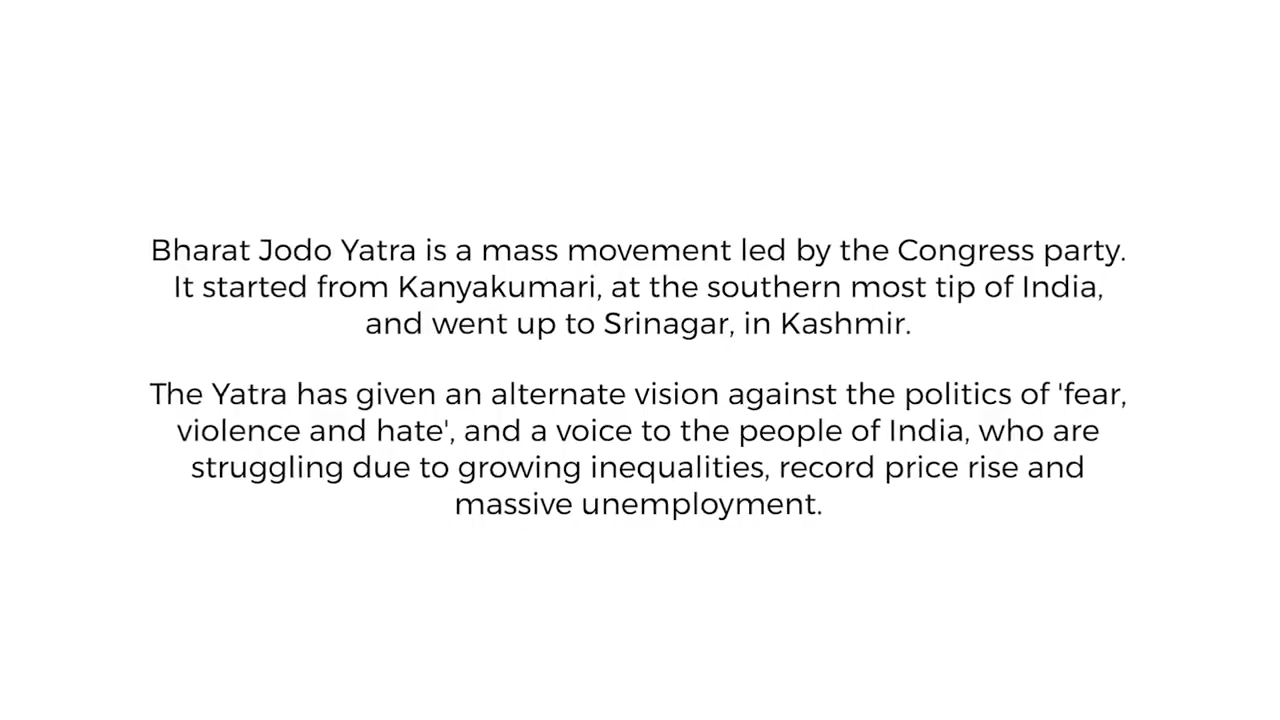 Bharat Jodo Yatra is a mass movement led by the Congress party.
It started from Kanyakumari, at the southern most tip of India,
and went up to Srinagar, in Kashmir.
The Yatra has given an alternate vision against the politics of 'fear,
violence and hate', and a voice to the people of India, who are
struggling due to growing inequalities, record price rise and
massive unemployment.